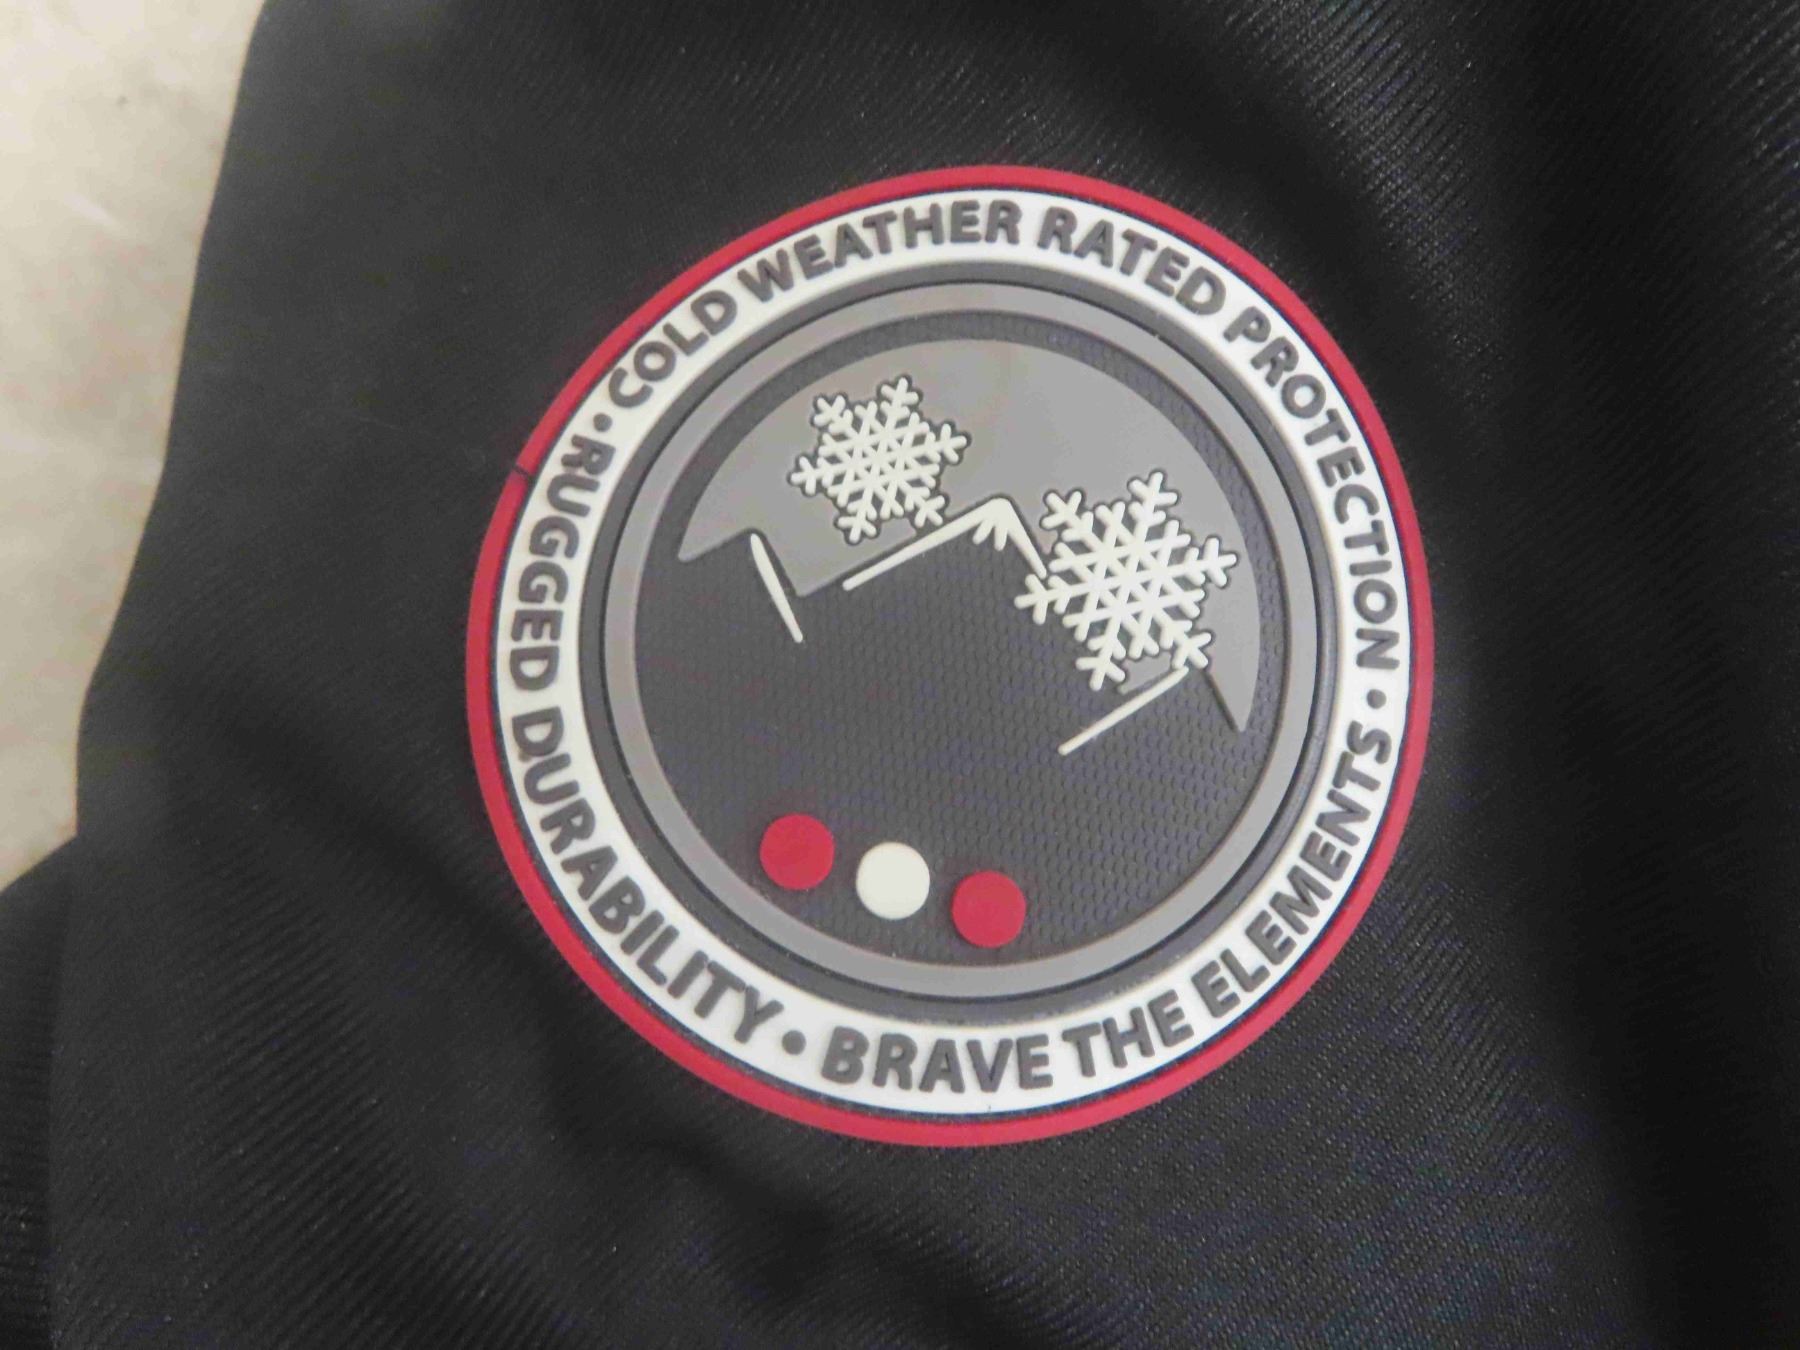 • COLD WEATHER RATED PROTECTION
• BRAVE THE ELEMENTS
• RUGGED DURABILITY